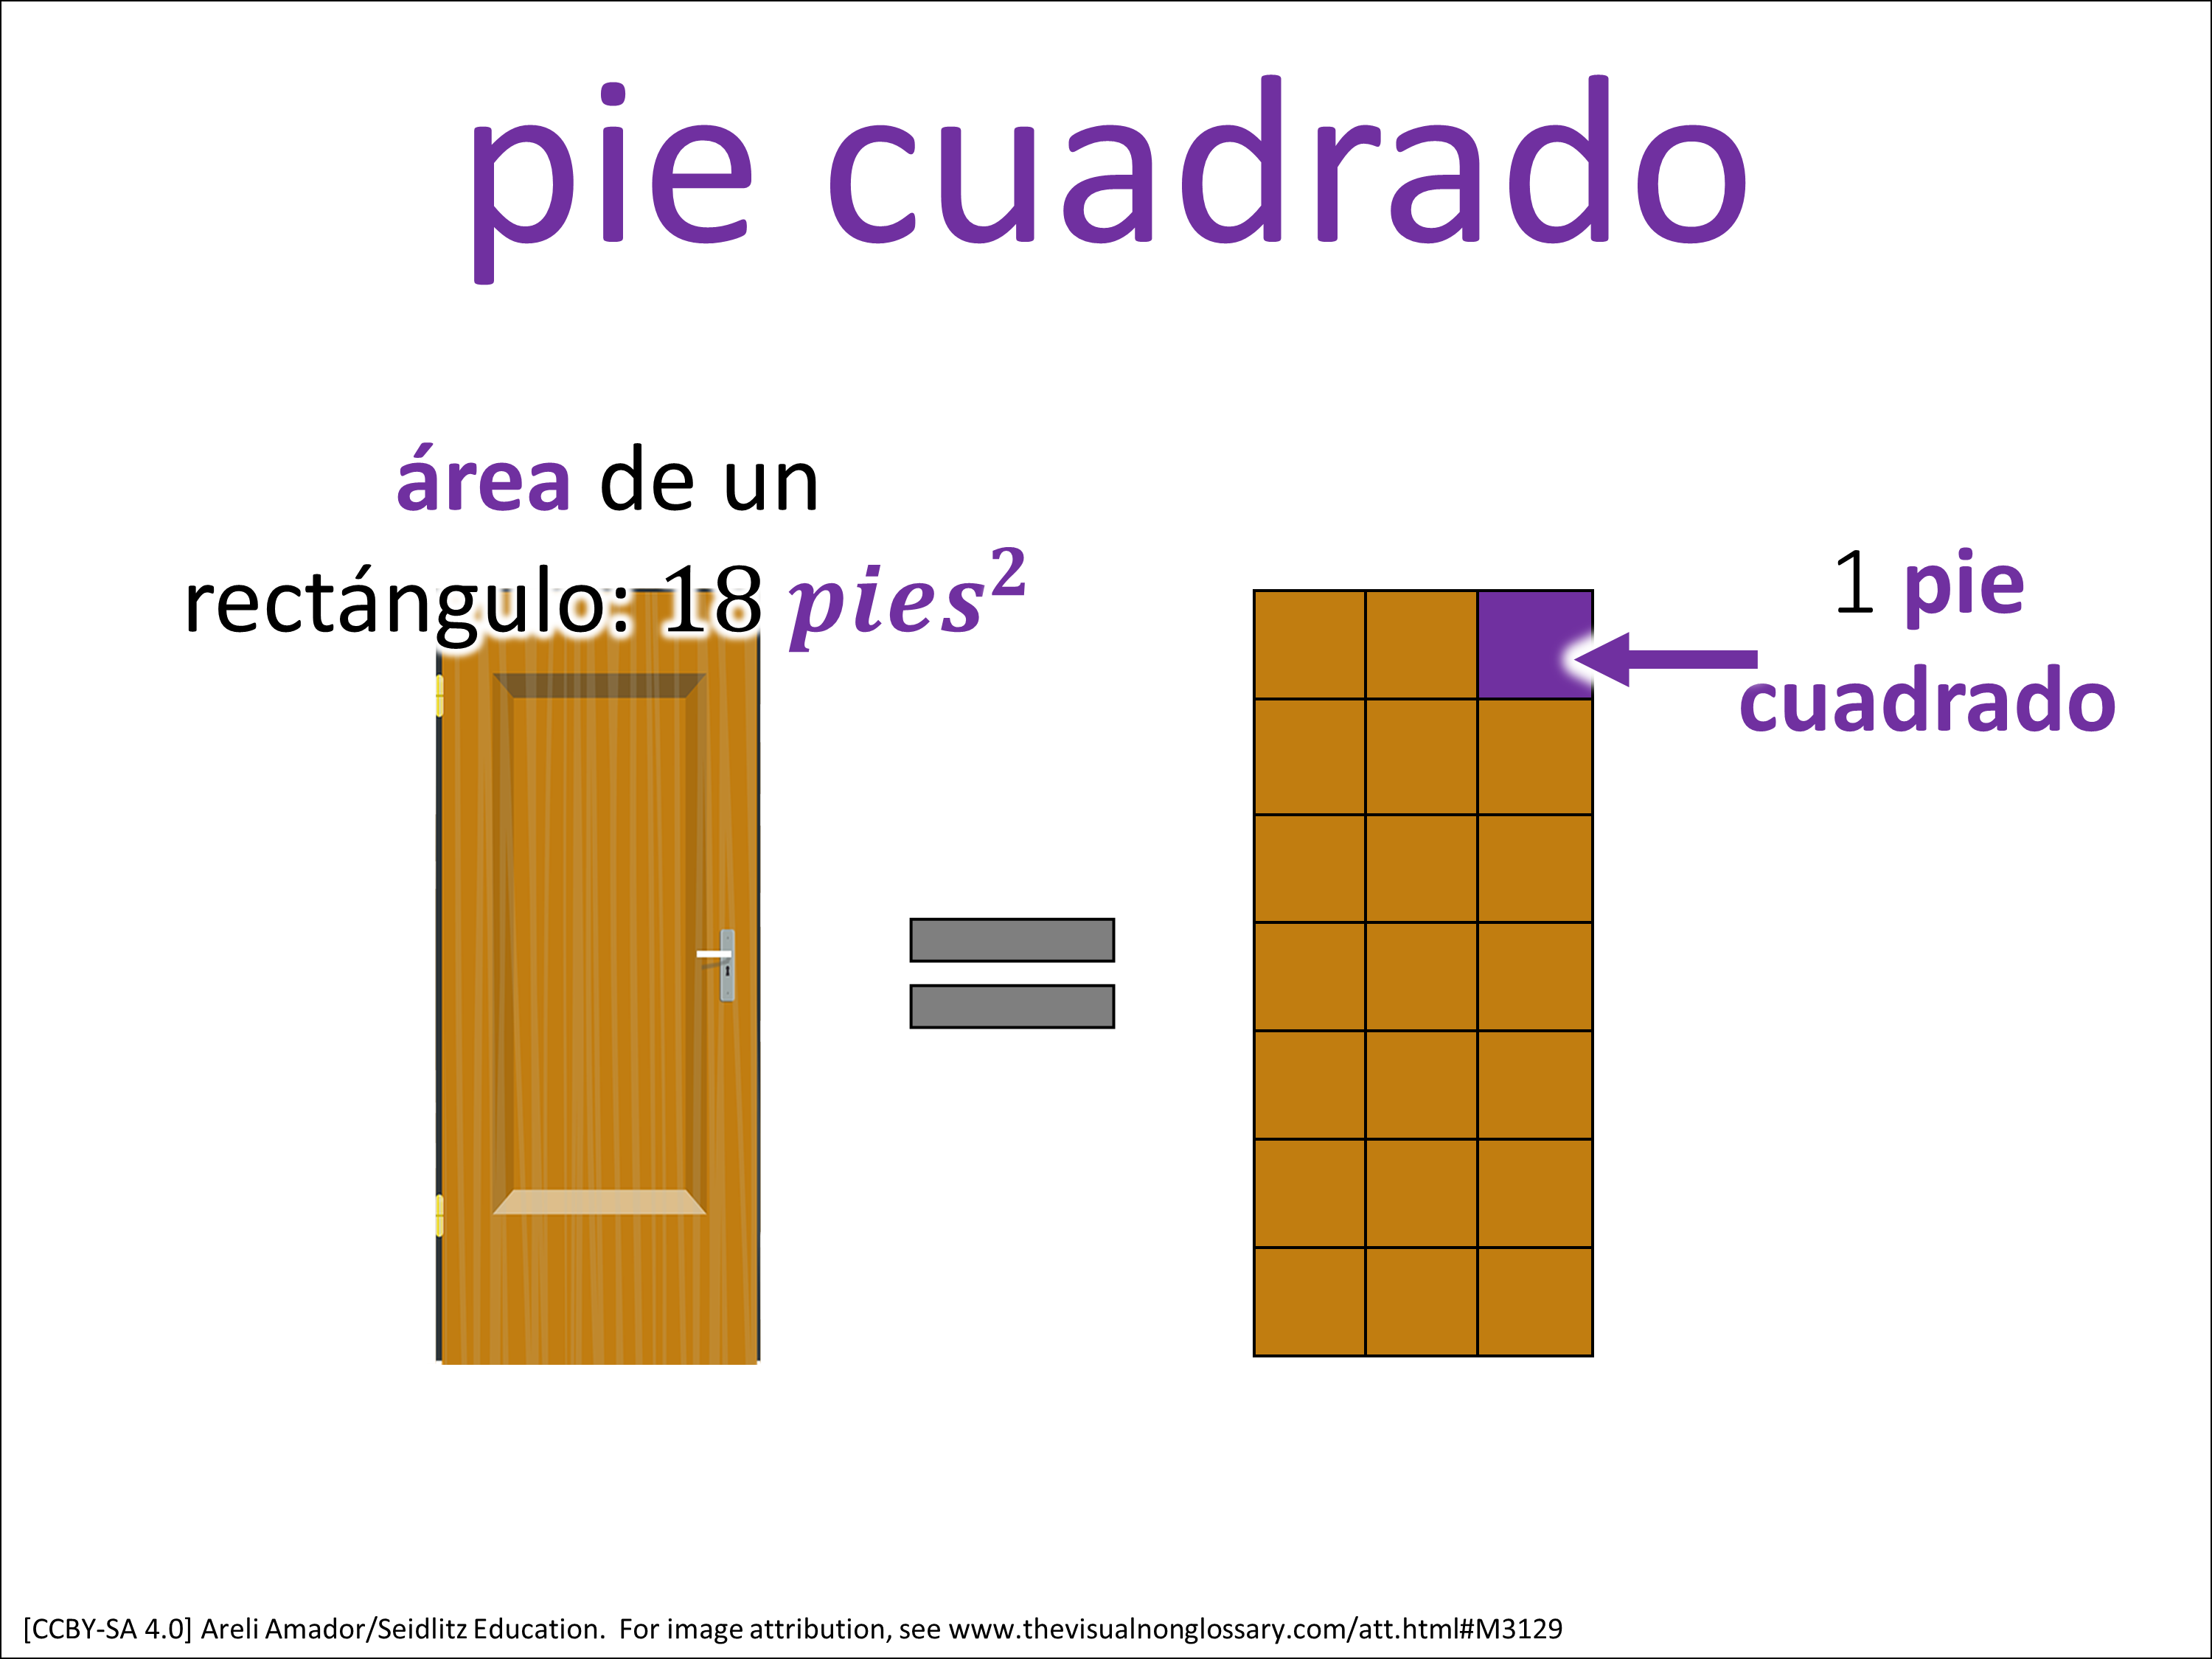 pie cuadrado
área de un
rectángulo: 18 pies²
1 pie
cuadrado
[CCBY-SA 4.0] Areli Amador/Seidlitz Education. For image attribution, see www.thevisualnonglossary.com/att.html#M3129